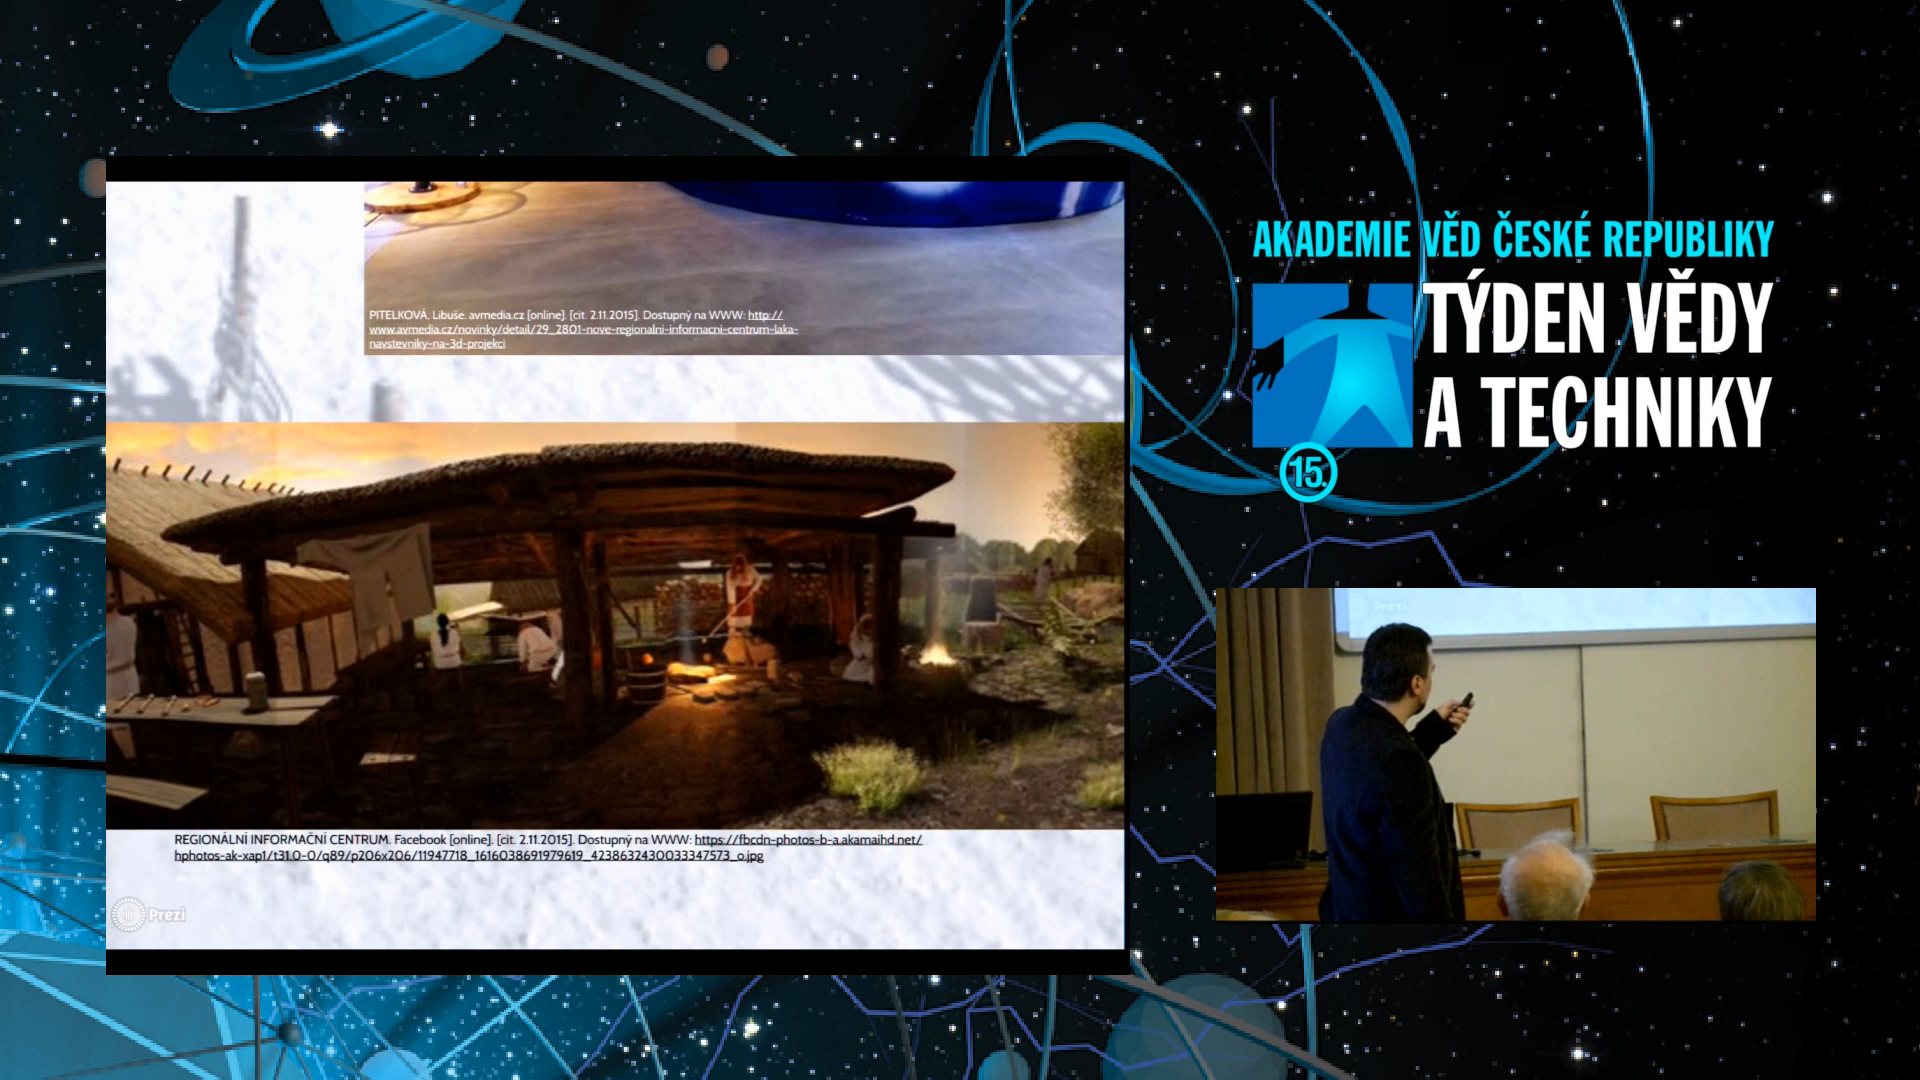 PITELKOVÁ, Libuše. avmedia.cz [online]. [cit. 2.11.2015]. Dostupný na WWW: http://
www.avmedia.cz/novinky/detail/29_2801-nove-regionalni-informacni-centrum-laka-
navstevniky-na-3d-projekci
REGIONÁLNÍ INFORMAČNÍ CENTRUM. Facebook [online]. [cit. 2.11.2015]. Dostupný na WWW: https://fbcdn-photos-b-a.akamaihd.net/
hphotos-ak-xap1/t31.0-0/q89/p206x206/11947718_1616038691979619_4238632430033347573_o.jpg
Prezi
AKADEMIE VĚD ČESKÉ REPUBLIKY
TÝDEN VĚDY
A TECHNIKY
15.
Prezi